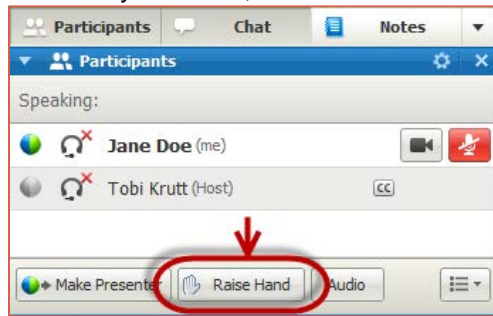 Participants Chat Notes
Participants
Speaking:
Jane Doe (me)
Tobi Krutt (Host) CC
Make Presenter Raise Hand Audio